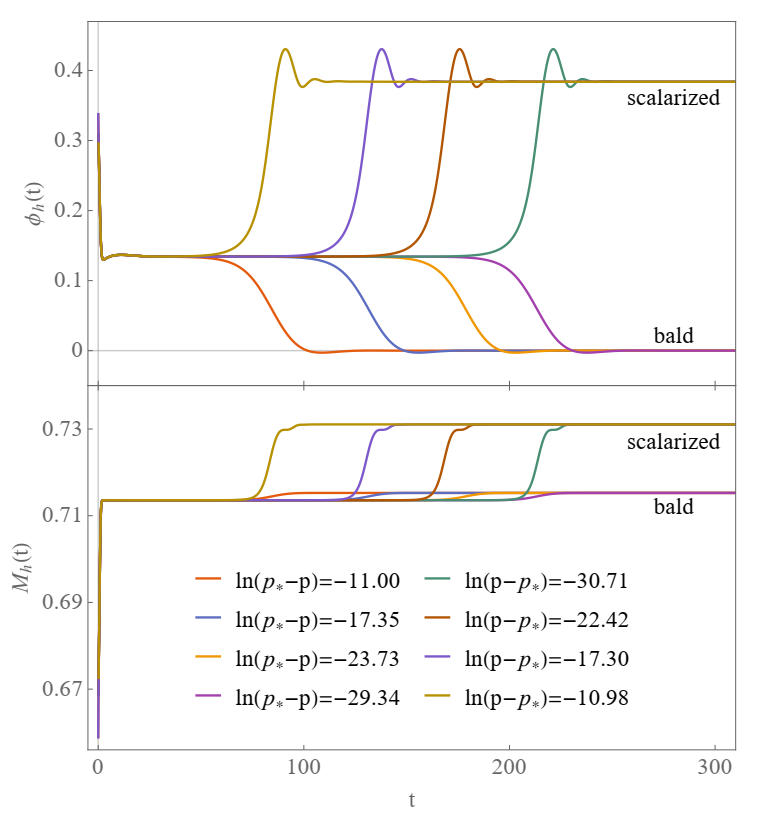 0.4
scalarized
0.3
ϕh(t)
0.2
0.1
bald
0
0.73
scalarized
0.71
bald
Mh(t)
ln(p*−p)=−11.00 ln(p−p*)=−30.71
0.69
ln(p*−p)=−17.35 ln(p−p*)=−22.42
ln(p*−p)=−23.73 ln(p−p*)=−17.30
0.67
ln(p*−p)=−29.34 ln(p−p*)=−10.98
0 100 200 300
t